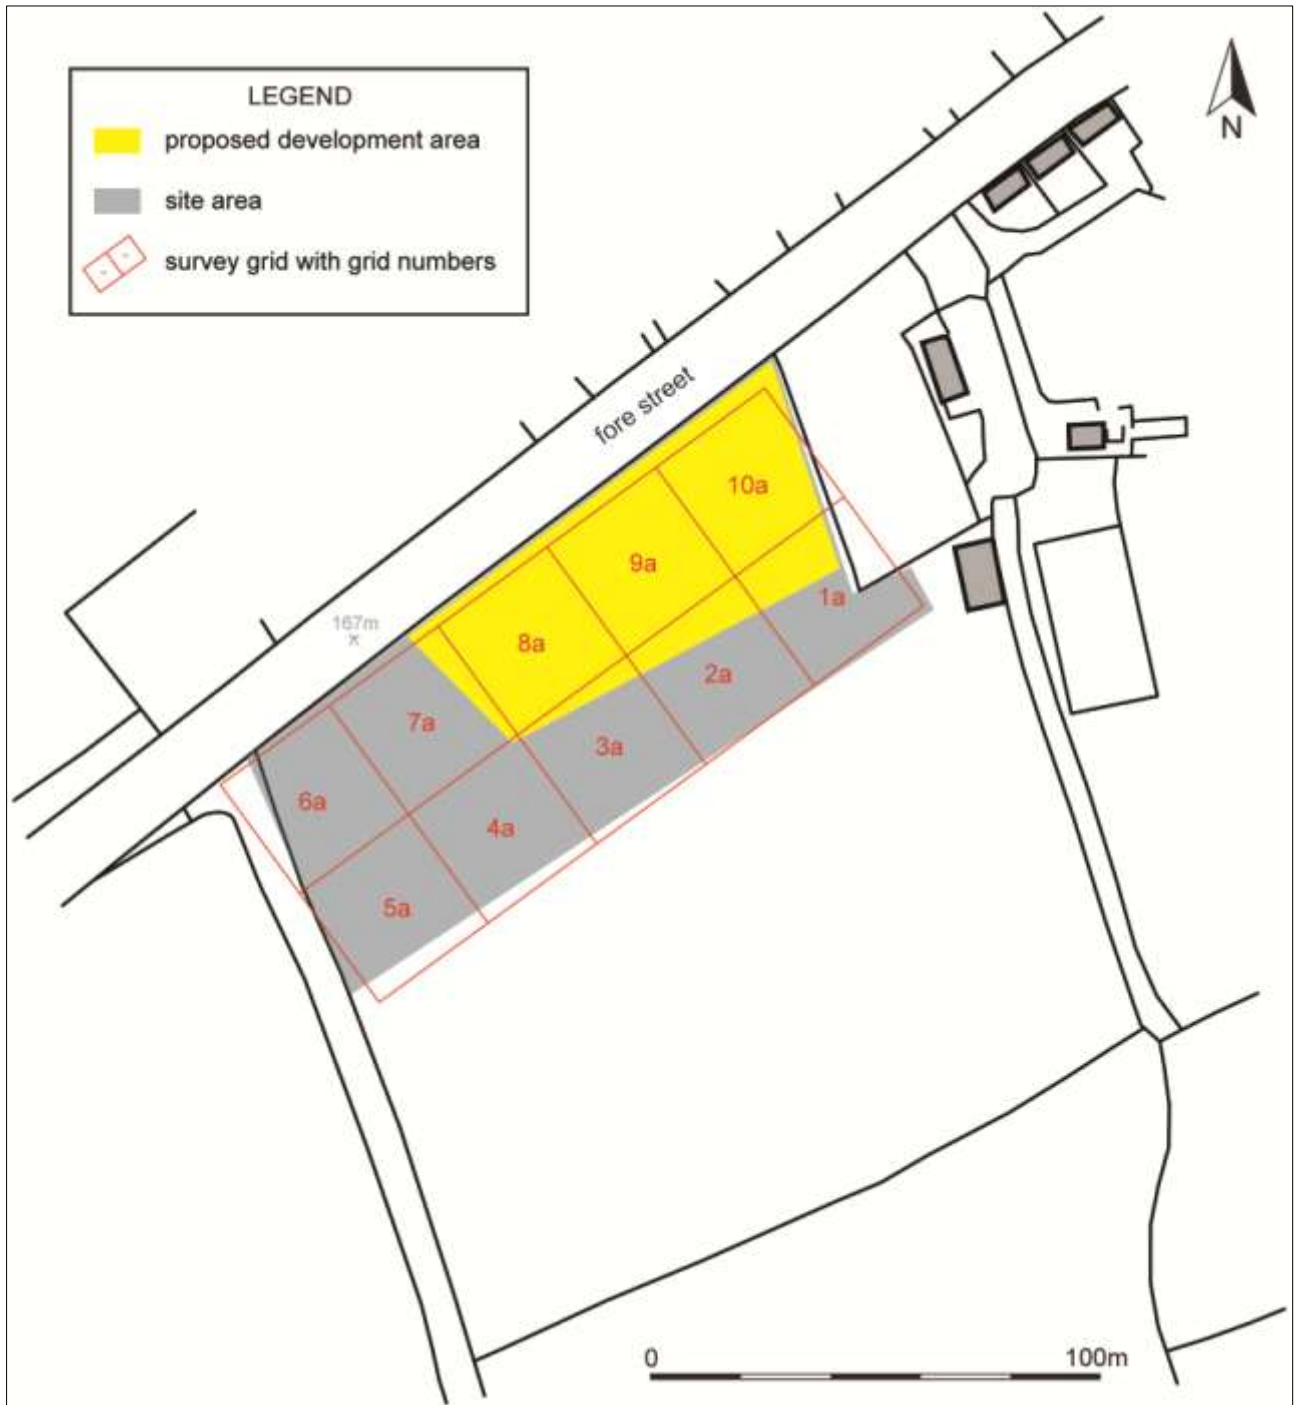 LEGEND
proposed development area
site area
survey grid with grid numbers
N
fore street
10a
9a
1a
167m
8a
2a
7a
3a
6a
4a
5a
0 100m